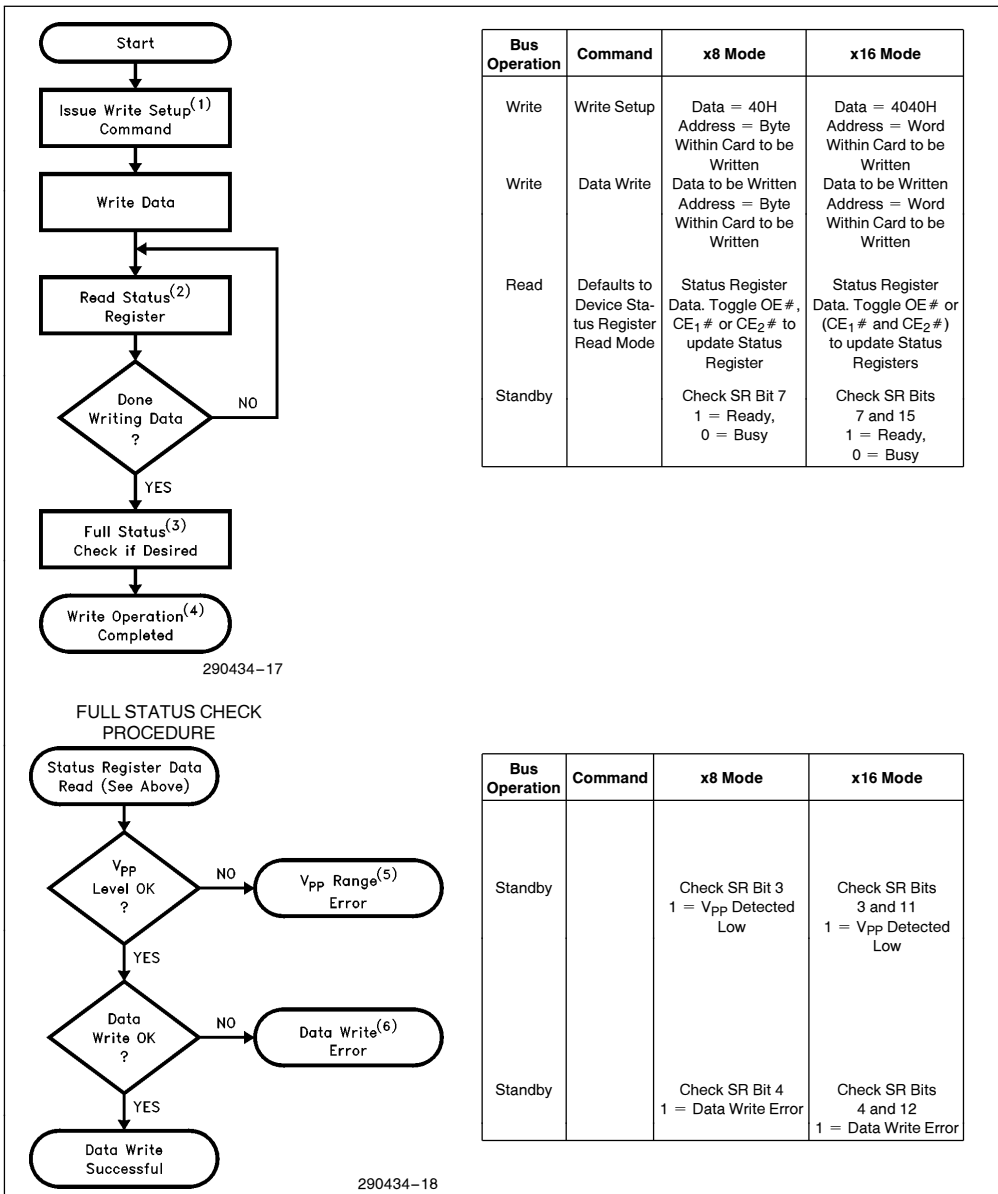 Start
Issue Write Setup(1)
Command
Write Data
Read Status(2)
Register
Done
Writing Data
?
NO
YES
Full Status(3)
Check if Desired
Write Operation(4)
Completed
290434–17
Bus Operation Command x8 Mode x16 Mode
Write Write Setup Data = 40H Data = 4040H
Address = Byte Address = Word
Within Card to be Within Card to be
Written Written
Write Data Write Data to be Written Data to be Written
Address = Byte Address = Word
Within Card to be Within Card to be
Written Written
Read Defaults to Status Register Status Register
Device Sta- Data. Toggle OE#, Data. Toggle OE# or
tus Register CE1# or CE2# to (CE1# and CE2#)
Read Mode update Status to update Status
Register Registers
Standby Check SR Bit 7 Check SR Bits
1 = Ready, 7 and 15
0 = Busy 1 = Ready,
0 = Busy
FULL STATUS CHECK
PROCEDURE
Status Register Data
Read (See Above)
VPP
Level OK
?
NO
VPP Range(5)
Error
YES
Data
Write OK
?
NO
Data Write(6)
Error
YES
Data Write
Successful
290434–18
Bus Operation Command x8 Mode x16 Mode
Standby Check SR Bit 3 Check SR Bits
1 = VPP Detected 3 and 11
Low 1 = VPP Detected
Low
Standby Check SR Bit 4 Check SR Bits
1 = Data Write Error 4 and 12
1 = Data Write Error